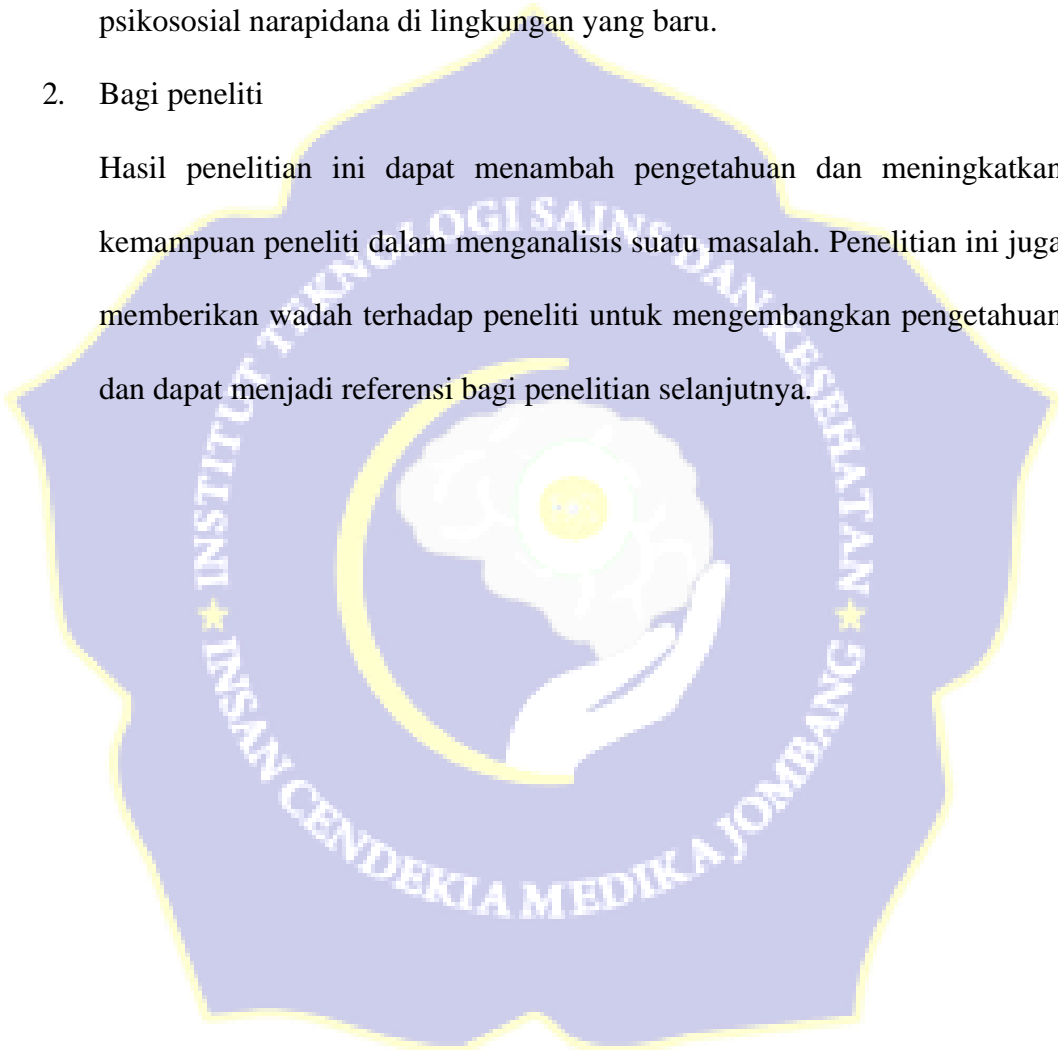 psikososial narapidana di lingkungan yang baru.
2. Bagi peneliti
Hasil penelitian ini dapat menambah pengetahuan dan meningkatkan
kemampuan peneliti dalam menganalisis suatu masalah. Penelitian ini juga
memberikan wadah terhadap peneliti untuk mengembangkan pengetahuan
dan dapat menjadi referensi bagi penelitian selanjutnya.
INSTITUT TEKNOLOGI SAINS DAN KESEHATAN
INSAN CENDEKIA MEDIKA JOMBANG